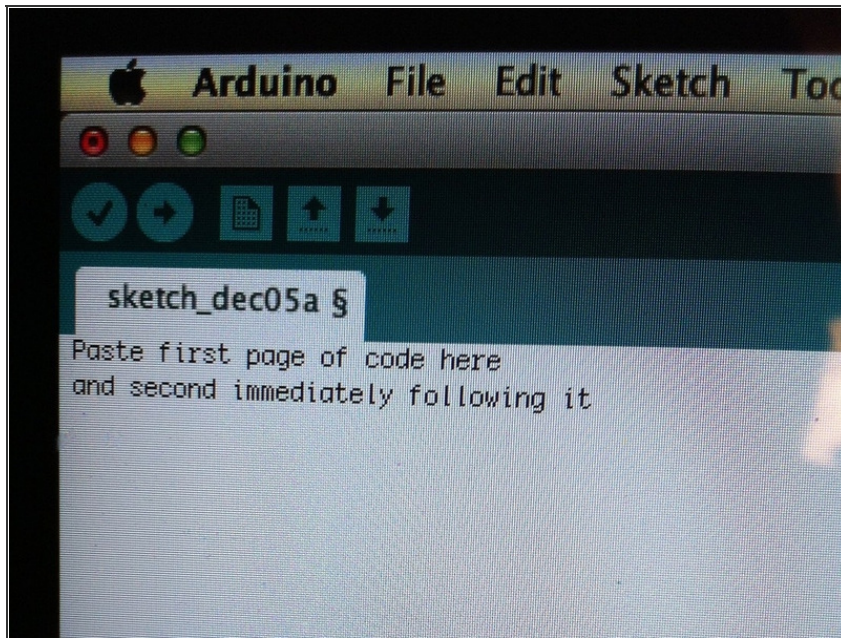 Arduino File Edit Sketch
sketch_dec05a §
Paste first page of code here
and second immediately following it